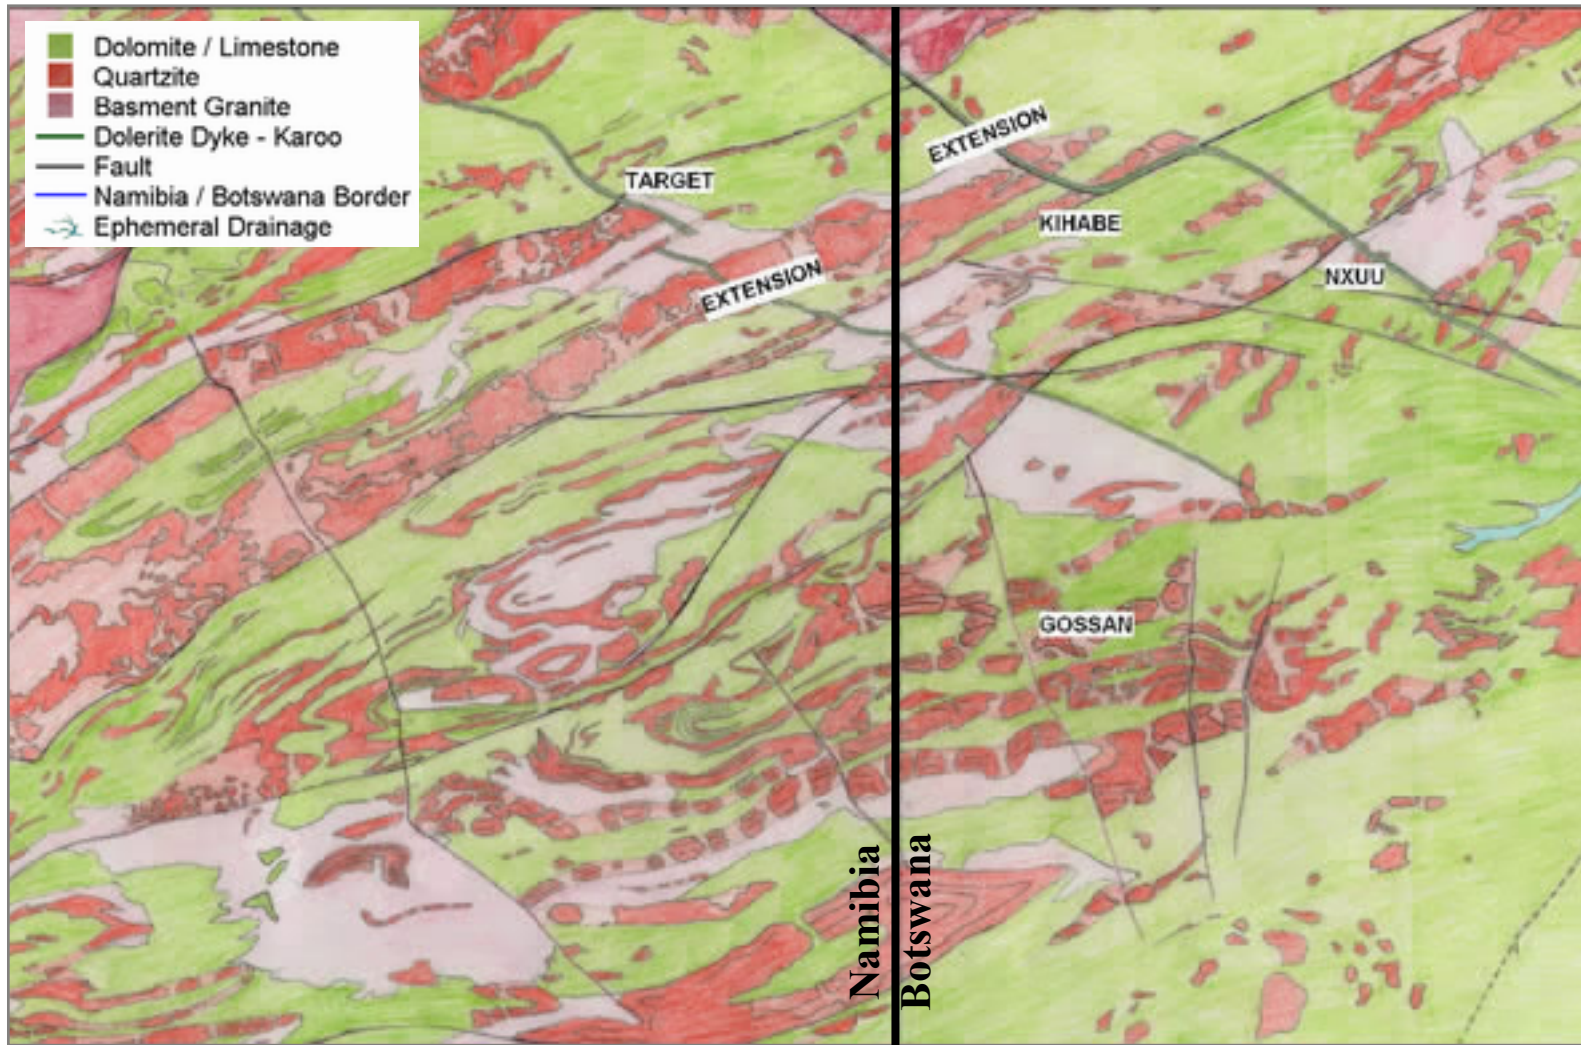 Dolomite / Limestone
Quartzite
Basment Granite
Dolerite Dyke - Karoo
Fault
Namibia / Botswana Border
Ephemeral Drainage
EXTENSION
TARGET
KIHABE
EXTENSION
NXUU
GOSSAN
Namibia
Botswana